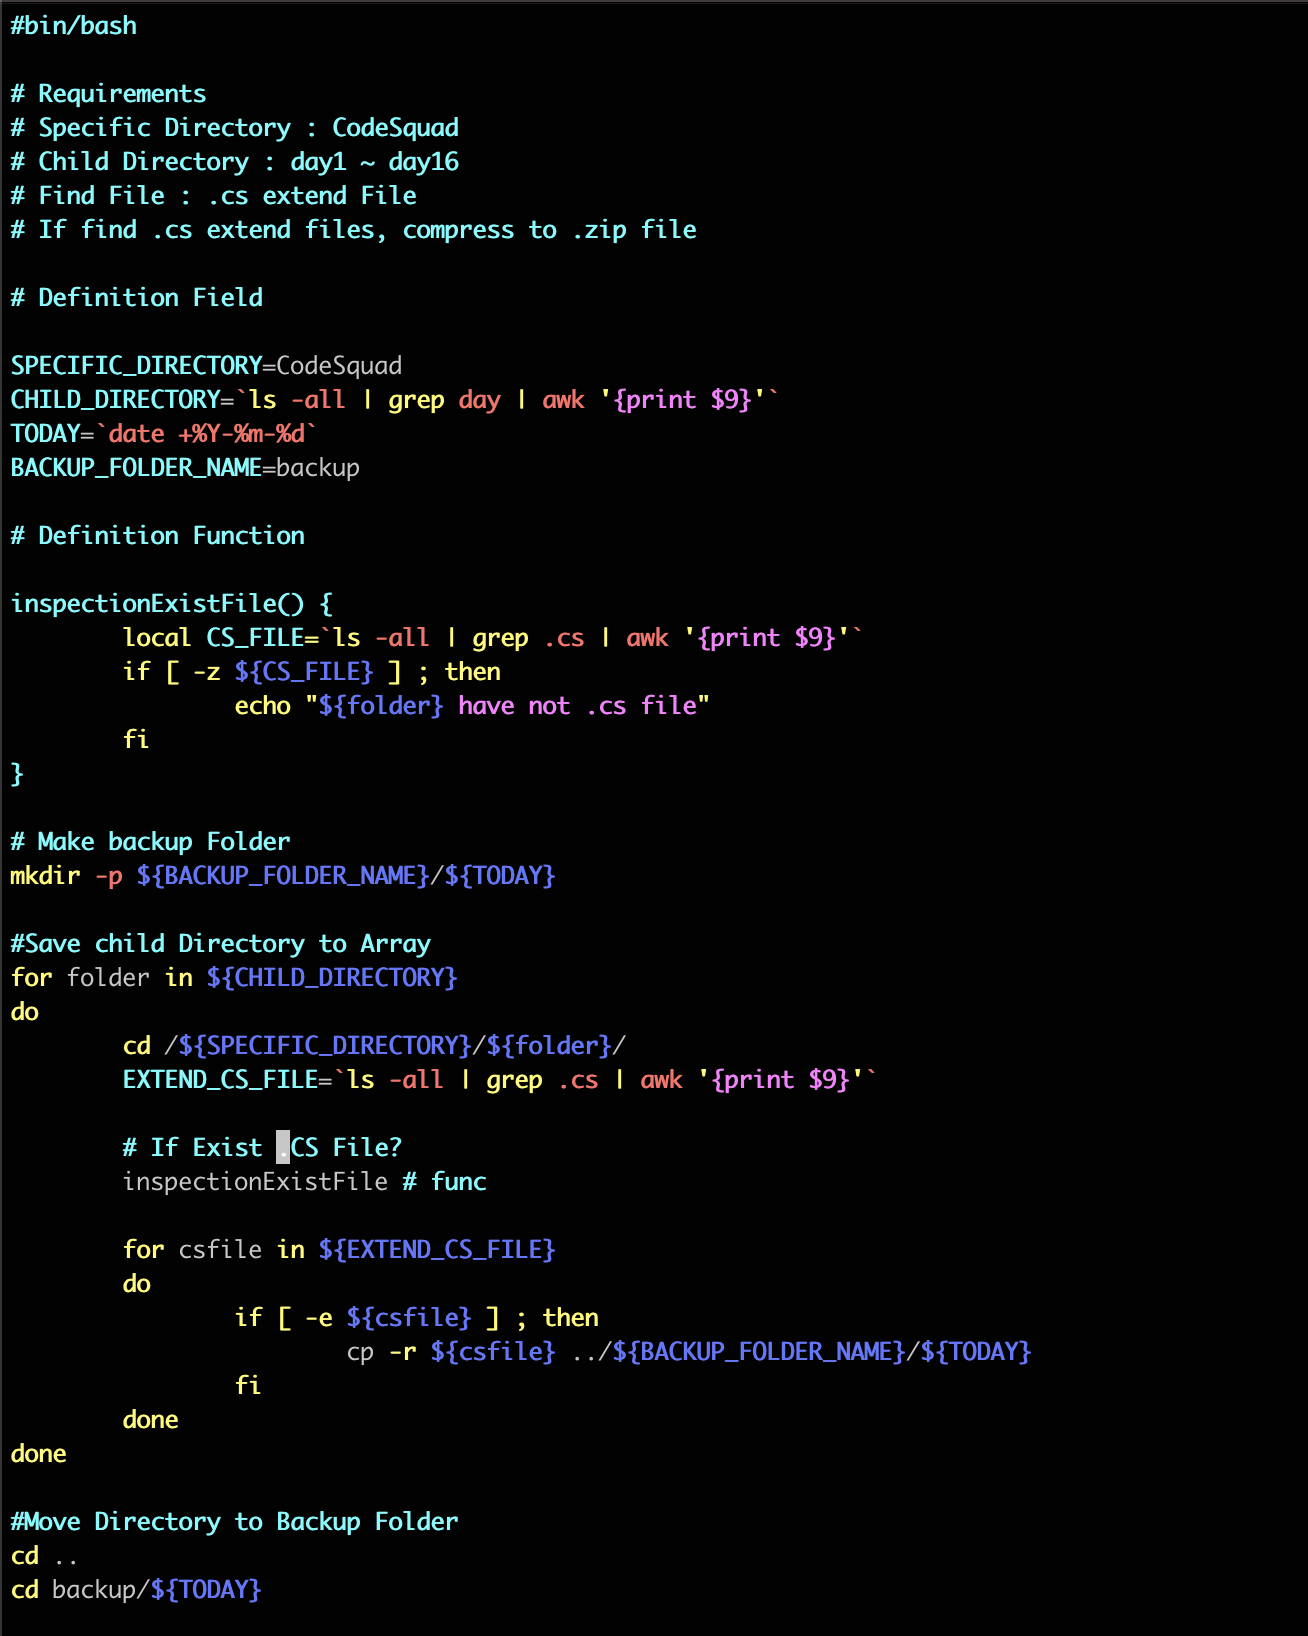 #bin/bash
# Requirements
# Specific Directory : CodeSquad
# Child Directory : day1 ~ day16
# Find File : .cs extend File
# If find .cs extend files, compress to .zip file
# Definition Field
SPECIFIC_DIRECTORY=CodeSquad
CHILD_DIRECTORY=`ls -all | grep day | awk '{print $9}'`
TODAY=`date +%Y-%m-%d`
BACKUP_FOLDER_NAME=backup
# Definition Function
inspectionExistFile() {
        local CS_FILE=`ls -all | grep .cs | awk '{print $9}'`
        if [ -z ${CS_FILE} ] ; then
                echo "${folder} have not .cs file"
        fi
}
# Make backup Folder
mkdir -p ${BACKUP_FOLDER_NAME}/${TODAY}
#Save child Directory to Array
for folder in ${CHILD_DIRECTORY}
do
        cd /${SPECIFIC_DIRECTORY}/${folder}/
        EXTEND_CS_FILE=`ls -all | grep .cs | awk '{print $9}'`
        # If Exist .CS File?
        inspectionExistFile # func
        for csfile in ${EXTEND_CS_FILE}
        do
                if [ -e ${csfile} ] ; then
                        cp -r ${csfile} ../${BACKUP_FOLDER_NAME}/${TODAY}
                fi
        done
done
#Move Directory to Backup Folder
cd ..
cd backup/${TODAY}